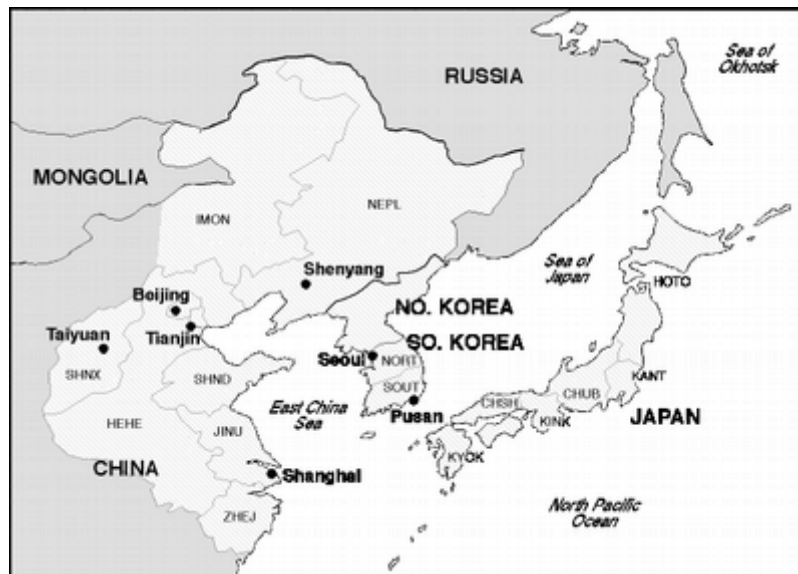 Sea of
Okhotsk
RUSSIA
MONGOLIA
NEPL
IMON
Shenyang
Sea of
Japan
HOTO
Beijing
NO. KOREA
Taiyuan
Tianjin
SO. KOREA
Seoul
NORT
SHNX
SHND
KANT
SOUT
CHUB
CHSH
East China
Sea
Pusan
HEHE
KINK
JAPAN
JINU
KYOK
CHINA
Shanghai
North Pacific
Ocean
ZHEJ